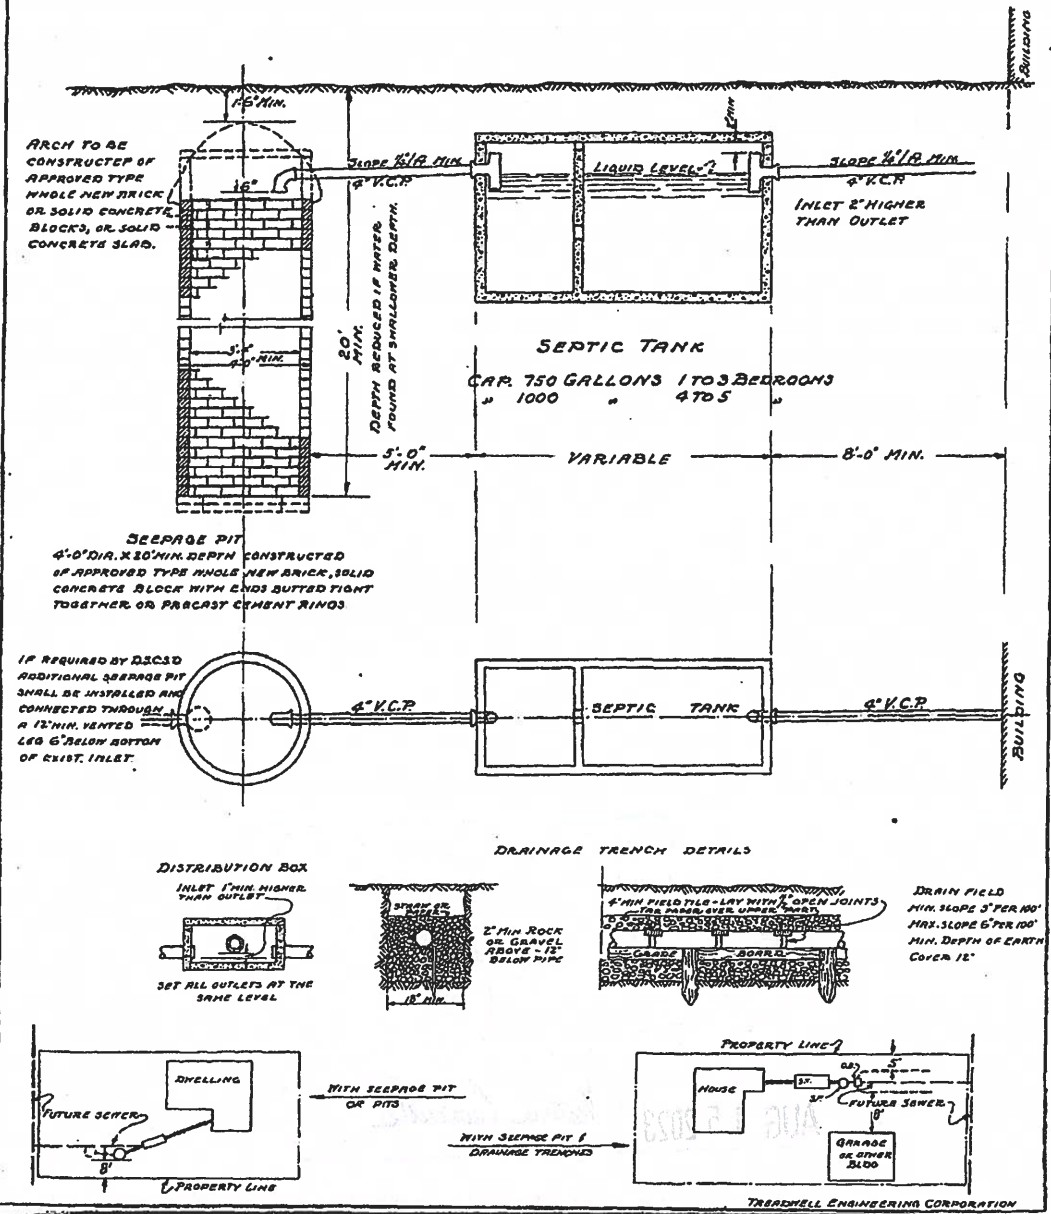 BUILDING
1'-6" MIN.
ARCH TO BE
CONSTRUCTEP OF
APPROVED TYPE
WHOLE NEW BRICK
OR SOLID CONCRETE
BLOCKS, OR SOLID
CONCRETE SLAB.
16"
SLOPE 1/8"/FT. MIN.
4" V.C.P.
LIQUID LEVEL
SLOPE 1/4"/FT. MIN.
4" V.C.P.
INLET 2" HIGHER
THAN OUTLET
20'
MIN.
DEPTH REDUCED IF WATER
FOUND AT SHALLOWER DEPTH.
4'-0" MIN.
SEPTIC TANK
CAP. 750 GALLONS 1 TO 3 BEDROOMS
" 1000 " 4 TO 5 "
5'-0"
MIN.
VARIABLE
8'-0" MIN.
SEEPAGE PIT
4'-0" DIA. X 20' MIN. DEPTH CONSTRUCTED
OF APPROVED TYPE WHOLE NEW BRICK, SOLID
CONCRETE BLOCK WITH ENDS BUTTED TIGHT
TOGETHER OR PRECAST CEMENT RINGS
IF REQUIRED BY D.S.C.S.D
ADDITIONAL SEEPAGE PIT
SHALL BE INSTALLED AND
CONNECTED THROUGH
A 12" MIN. VENTED
LEG 6" BELOW BOTTOM
OF EXIST. INLET
4" V.C.P.
SEPTIC TANK
4" V.C.P.
BUILDING
DRAINAGE TRENCH DETAILS
DISTRIBUTION BOX
INLET 1" MIN. HIGHER
THAN OUTLET
SET ALL OUTLETS AT THE
SAME LEVEL
STRAW OR
PAPER
2" MIN ROCK
OR GRAVEL
ABOVE - 12"
BELOW PIPE
18" MIN.
4" MIN FIELD TILE - LAY WITH 1/4" OPEN JOINTS
TAR PAPER OVER UPPER PART
GRADE BOARD
DRAIN FIELD
MIN. SLOPE 3" PER 100'
MAX. SLOPE 6" PER 100'
MIN. DEPTH OF EARTH
COVER 12"
DWELLING
FUTURE SEWER
8'
PROPERTY LINE
WITH SEEPAGE PIT
OR PITS
WITH SEEPAGE PIT &
DRAINAGE TRENCHES
PROPERTY LINE
HOUSE
S.T.
D.B.
S.P.
5'
FUTURE SEWER
8'
GARAGE
OR OTHER
BLDG
AUG 15 2023
TREADWELL ENGINEERING CORPORATION